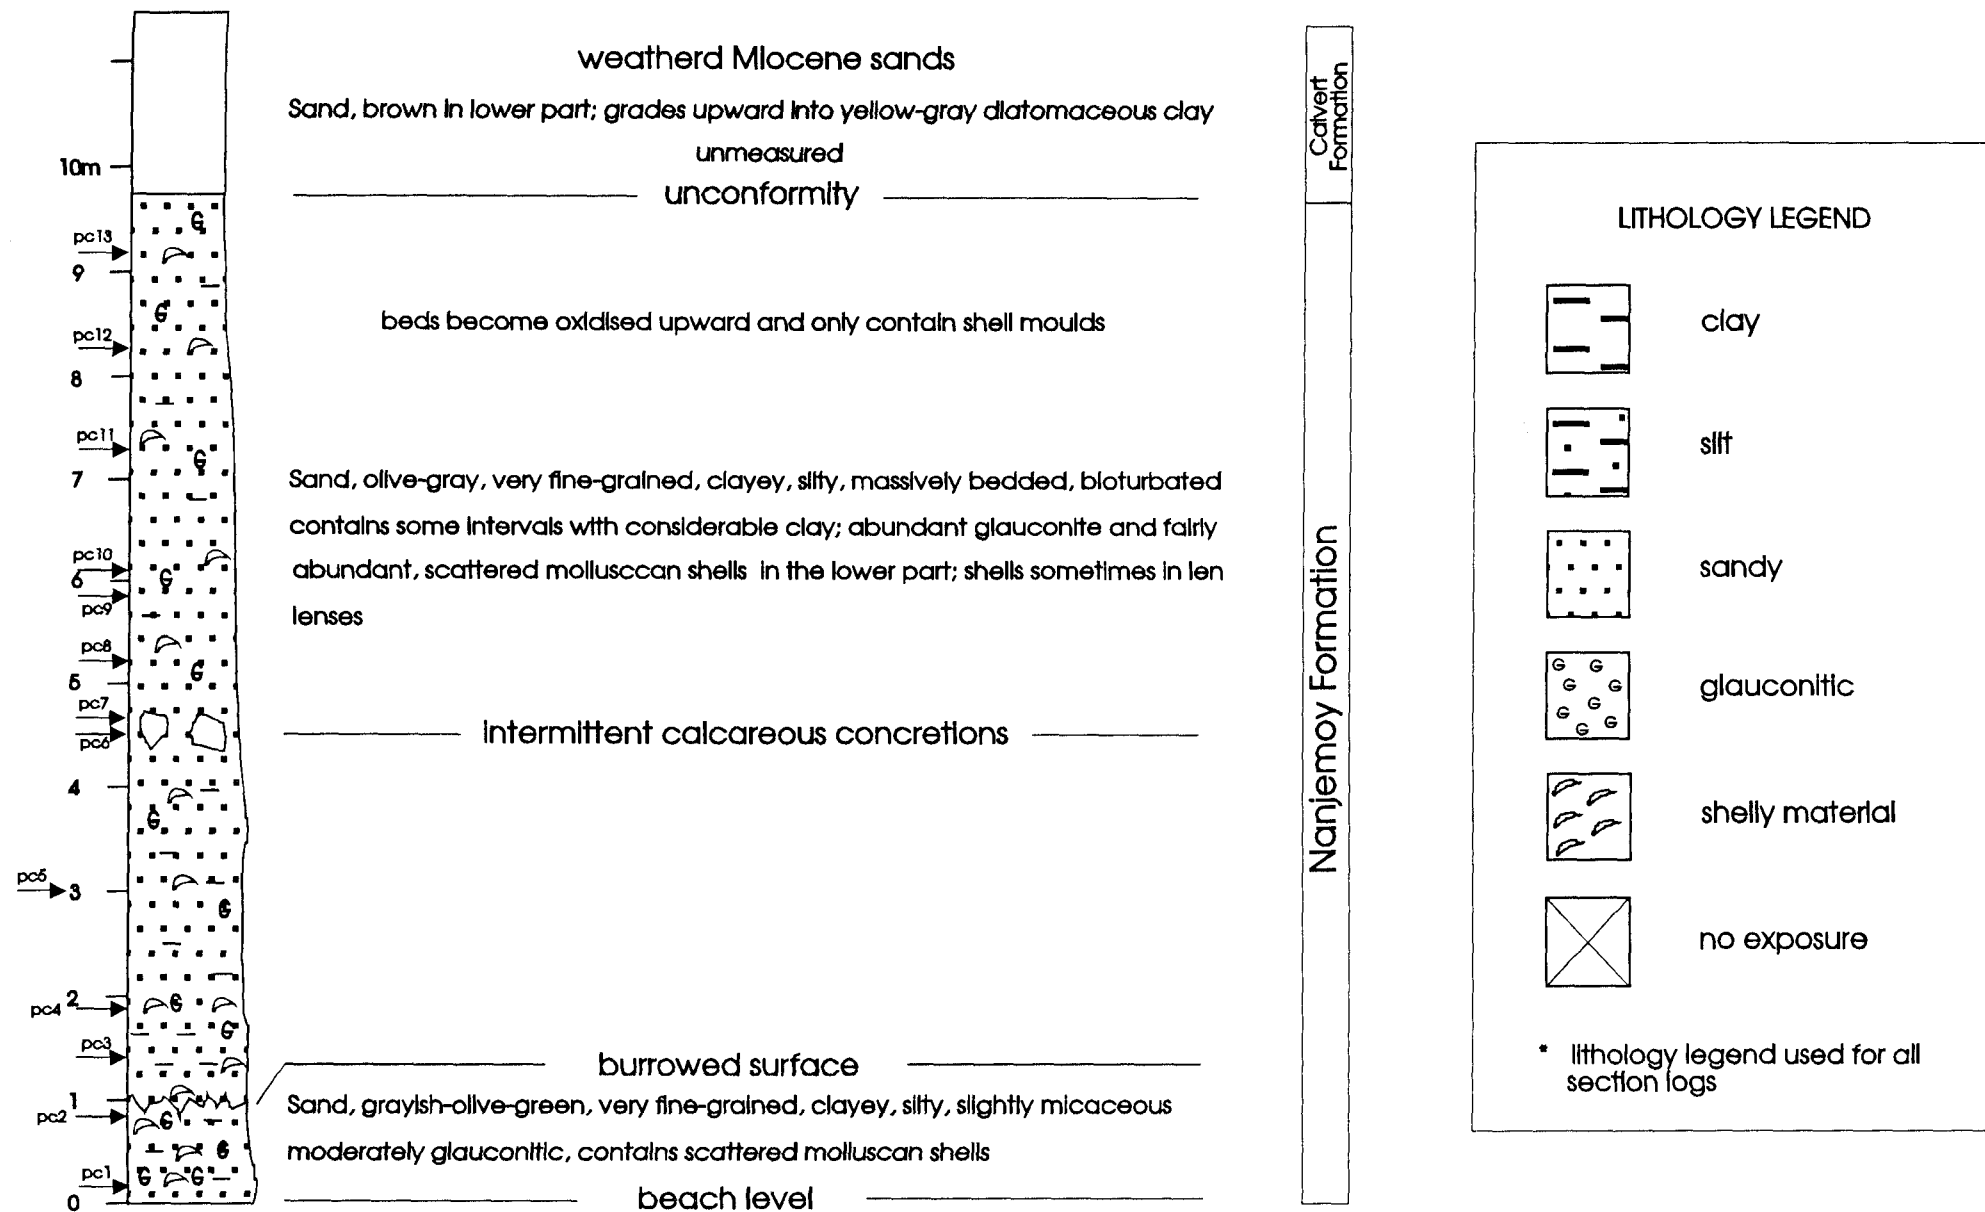 weatherd Miocene sands
Sand, brown in lower part; grades upward into yellow-gray diatomaceous clay
unmeasured
10m
unconformity
pc13
9
beds become oxidised upward and only contain shell moulds
pc12
8
pc11
7
Sand, olive-gray, very fine-grained, clayey, silty, massively bedded, bioturbated
contains some intervals with considerable clay; abundant glauconite and fairly
abundant, scattered mollusccan shells in the lower part; shells sometimes in len
lenses
pc10
6
pc9
pc8
5
pc7
pc6
intermittent calcareous concretions
4
pc5
3
2
pc4
pc3
burrowed surface
1
pc2
Sand, grayish-olive-green, very fine-grained, clayey, silty, slightly micaceous
moderately glauconitic, contains scattered molluscan shells
pc1
0
beach level
Calvert
Formation
Nanjemoy Formation
LITHOLOGY LEGEND
clay
silt
sandy
glauconitic
shelly material
no exposure
* lithology legend used for all
section logs